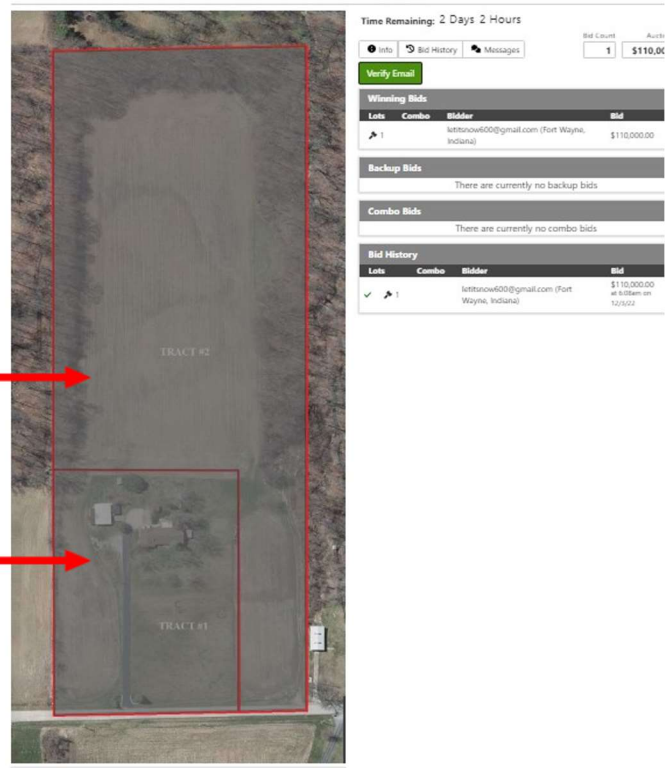 Time Remaining: 2 Days 2 Hours
Bid Count
1
$110,00
Info
Bid History
Messages
Verify Email
Winning Bids
Lots Combo Bidder Bid
1 letitsnow600@gmail.com (Fort Wayne, $110,000.00
Indiana)
Backup Bids
There are currently no backup bids
Combo Bids
There are currently no combo bids
Bid History
Lots Combo Bidder Bid
1 letitsnow600@gmail.com (Fort $110,000.00
Wayne, Indiana) at 6:08am on
12/3/22
TRACT #2
TRACT #1